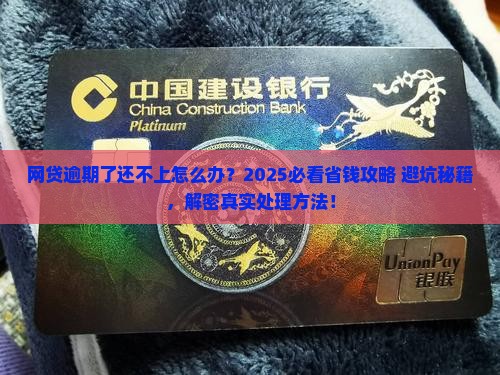 中国建设银行
China Construction Bank
Platinum
网贷逾期了还不上怎么办？2025必看省钱攻略 避坑秘籍
，解密真实处理方法！
UnionPay
银联